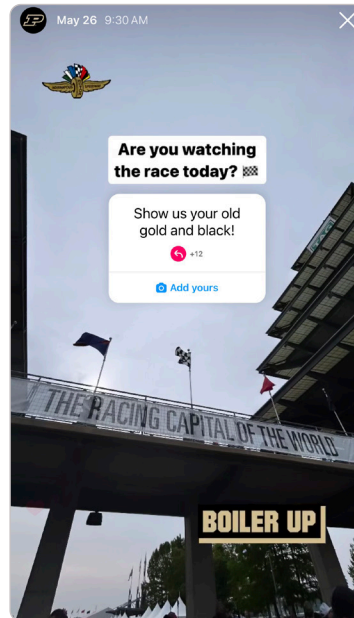 May 26 9:30 AM
Are you watching
the race today? 🏁
Show us your old
gold and black!
+12
Add yours
THE RACING CAPITAL OF THE WORLD
BOILER UP